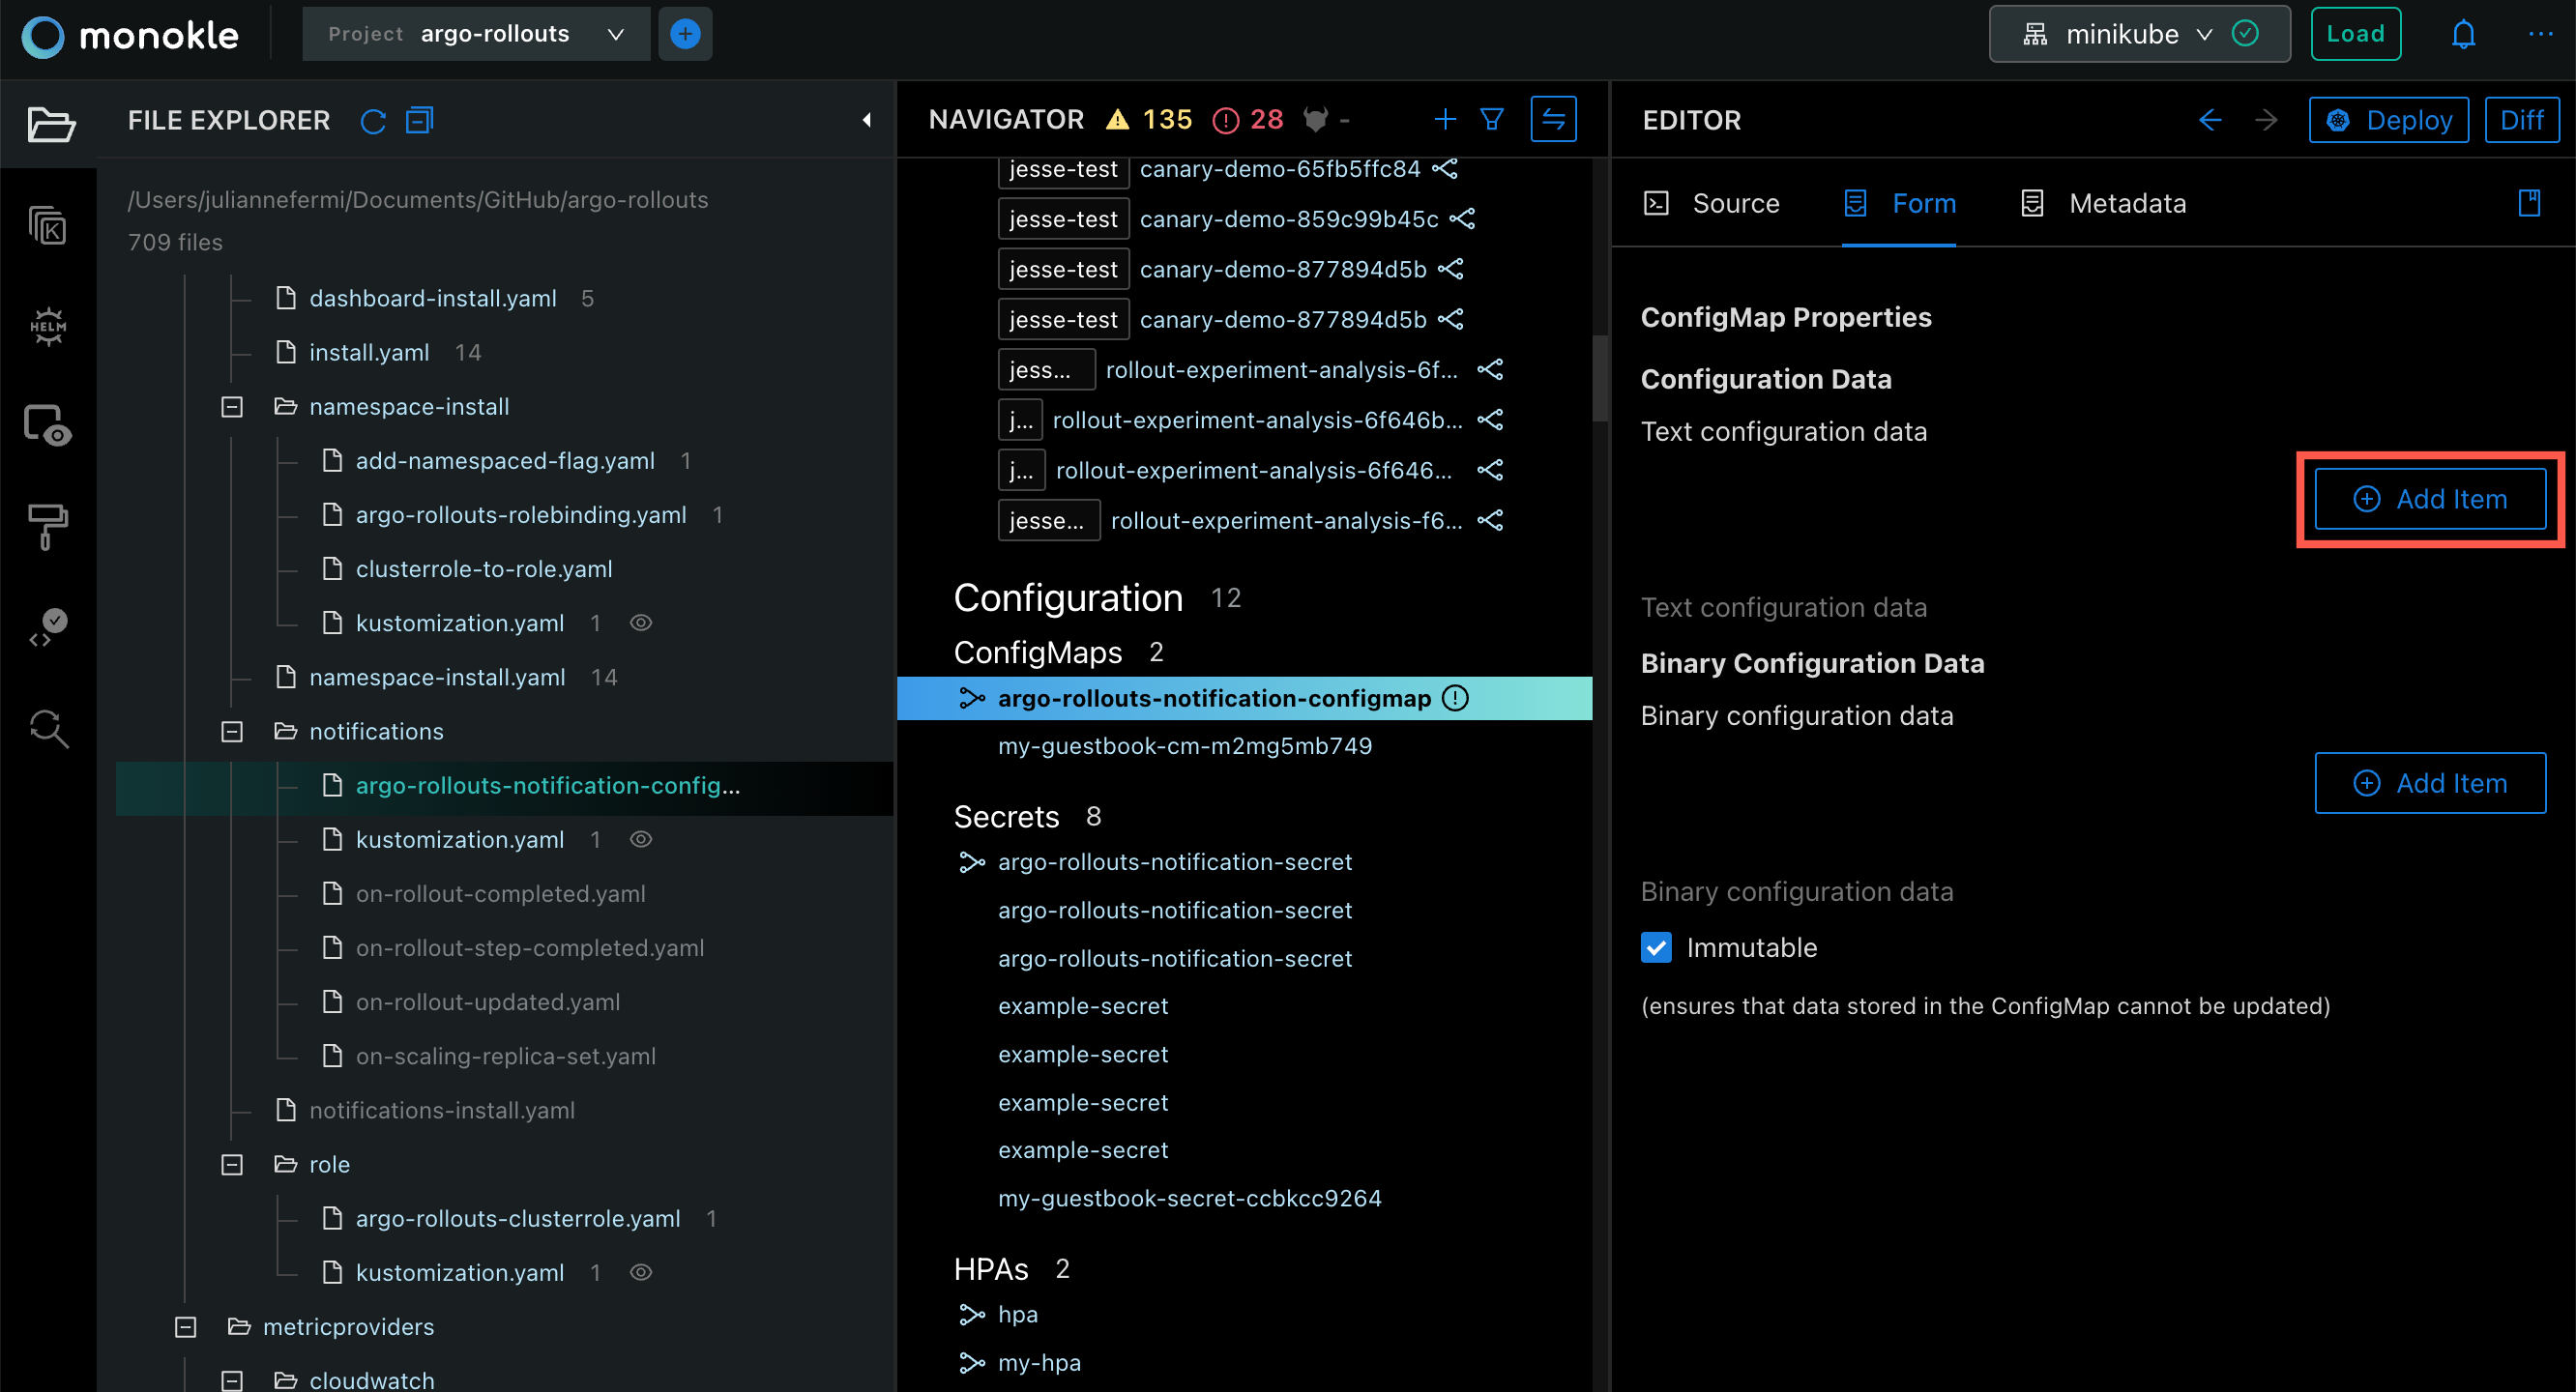 monokle
Project argo-rollouts
minikube
Load
FILE EXPLORER
/Users/juliannefermi/Documents/GitHub/argo-rollouts
709 files
dashboard-install.yaml 5
install.yaml 14
namespace-install
add-namespaced-flag.yaml 1
argo-rollouts-rolebinding.yaml 1
clusterrole-to-role.yaml
kustomization.yaml 1
namespace-install.yaml 14
notifications
argo-rollouts-notification-config...
kustomization.yaml 1
on-rollout-completed.yaml
on-rollout-step-completed.yaml
on-rollout-updated.yaml
on-scaling-replica-set.yaml
notifications-install.yaml
role
argo-rollouts-clusterrole.yaml 1
kustomization.yaml 1
metricproviders
cloudwatch
HELM
K
NAVIGATOR 135 28 -
jesse-test canary-demo-65fb5ffc84
jesse-test canary-demo-859c99b45c
jesse-test canary-demo-877894d5b
jesse-test canary-demo-877894d5b
jess... rollout-experiment-analysis-6f...
j... rollout-experiment-analysis-6f646b...
j... rollout-experiment-analysis-6f646...
jesse... rollout-experiment-analysis-f6...
Configuration 12
ConfigMaps 2
argo-rollouts-notification-configmap
my-guestbook-cm-m2mg5mb749
Secrets 8
argo-rollouts-notification-secret
argo-rollouts-notification-secret
argo-rollouts-notification-secret
example-secret
example-secret
example-secret
example-secret
my-guestbook-secret-ccbkcc9264
HPAs 2
hpa
my-hpa
EDITOR
Deploy
Diff
Source
Form
Metadata
ConfigMap Properties
Configuration Data
Text configuration data
Add Item
Text configuration data
Binary Configuration Data
Binary configuration data
Add Item
Binary configuration data
Immutable
(ensures that data stored in the ConfigMap cannot be updated)